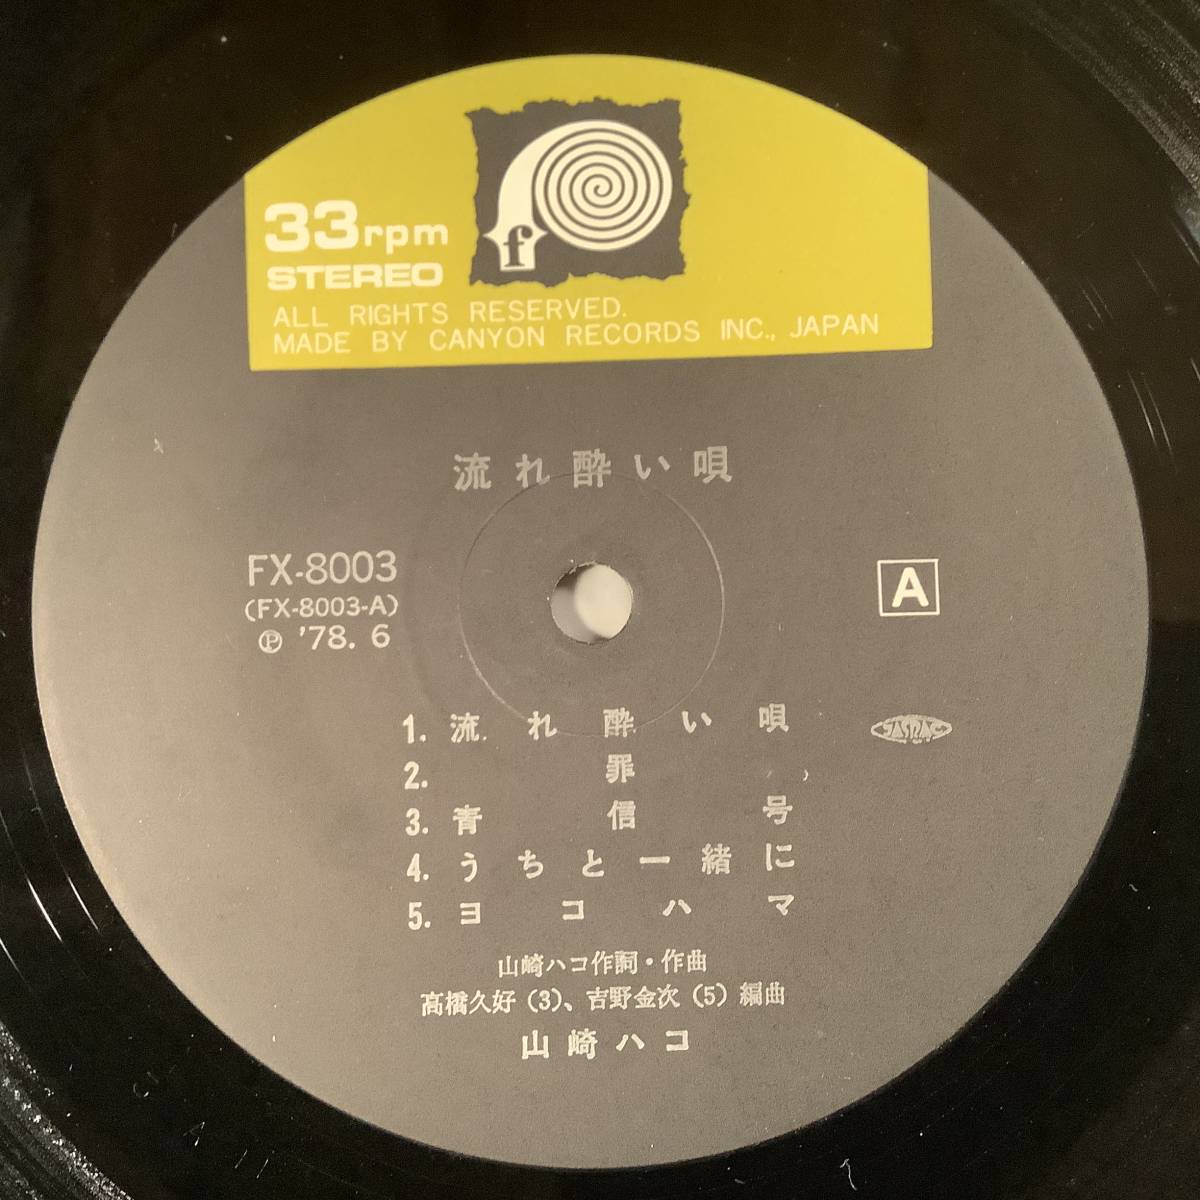 f
33rpm
STEREO
ALL RIGHTS RESERVED.
MADE BY CANYON RECORDS INC., JAPAN
流れ酔い唄
FX-8003
(FX-8003-A)
Ⓟ '78. 6
A
1. 流れ酔い唄
2. 罪
3. 青信号
4. うちと一緒に
5. ヨコハマ
JASRAC
山崎ハコ作詞・作曲
高橋久好(3)、吉野金次(5)編曲
山崎ハコ